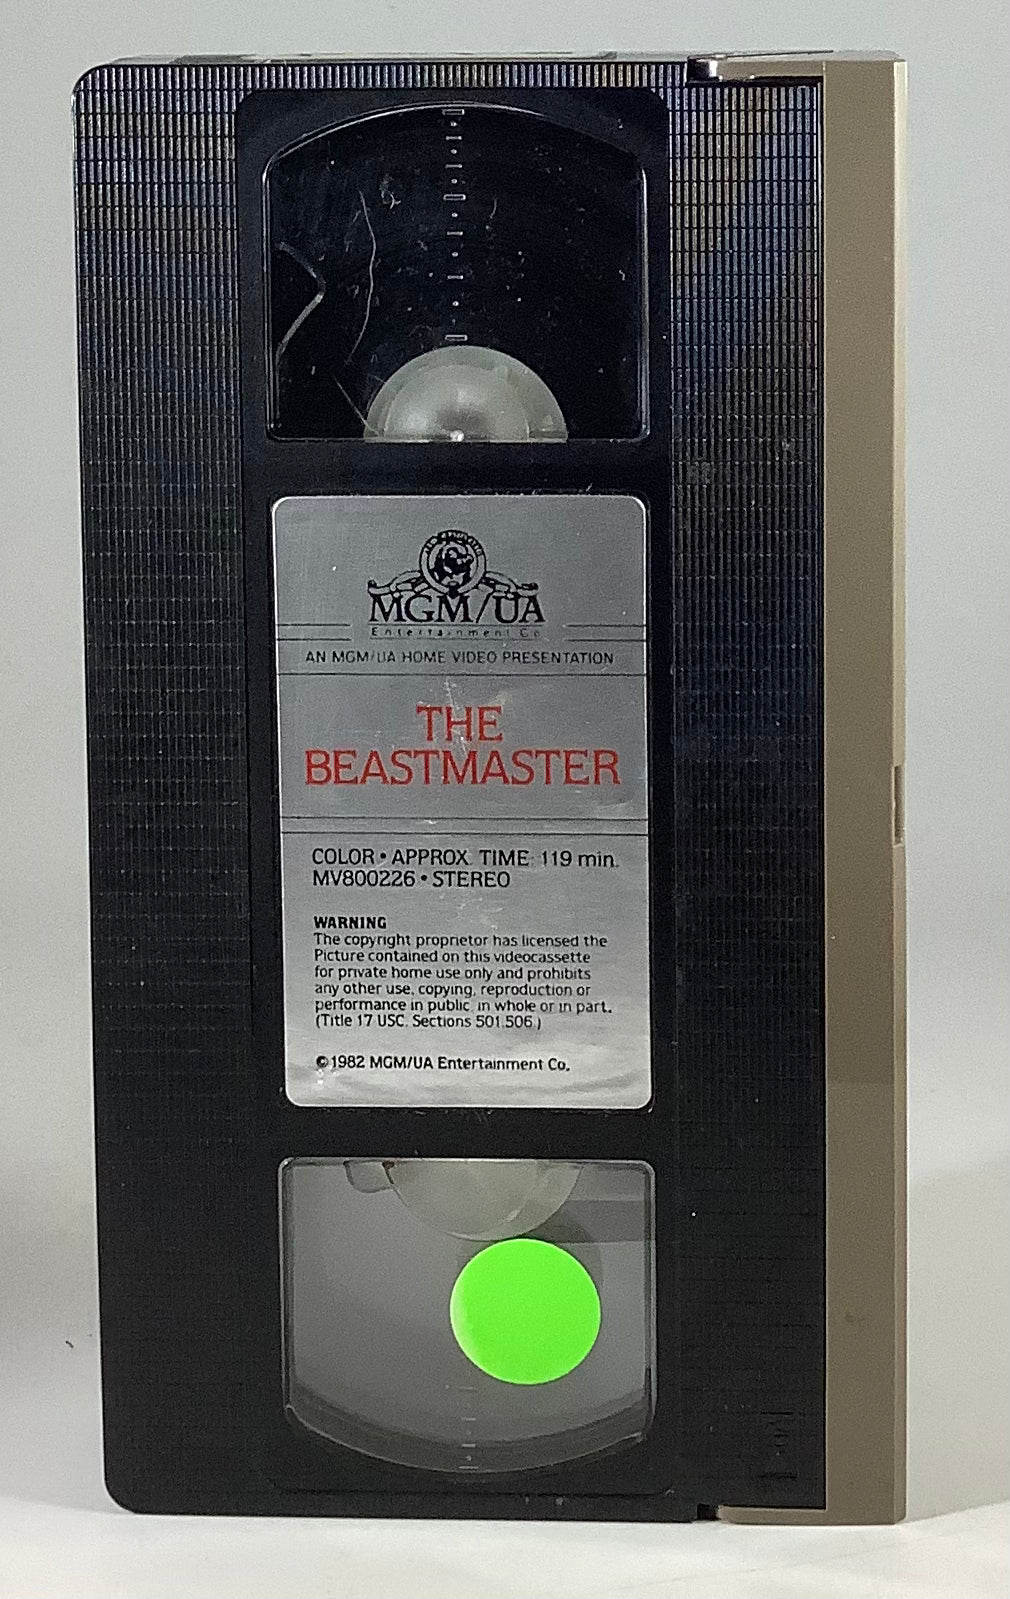 MGM/UA
Entertainment Co.
AN MGM/UA HOME VIDEO PRESENTATION
THE
BEASTMASTER
COLOR • APPROX. TIME: 119 min.
MV800226 • STEREO
WARNING
The copyright proprietor has licensed the
Picture contained on this videocassette
for private home use only and prohibits
any other use, copying, reproduction or
performance in public, in whole or in part.
(Title 17 USC. Sections 501.506.)
©1982 MGM/UA Entertainment Co.